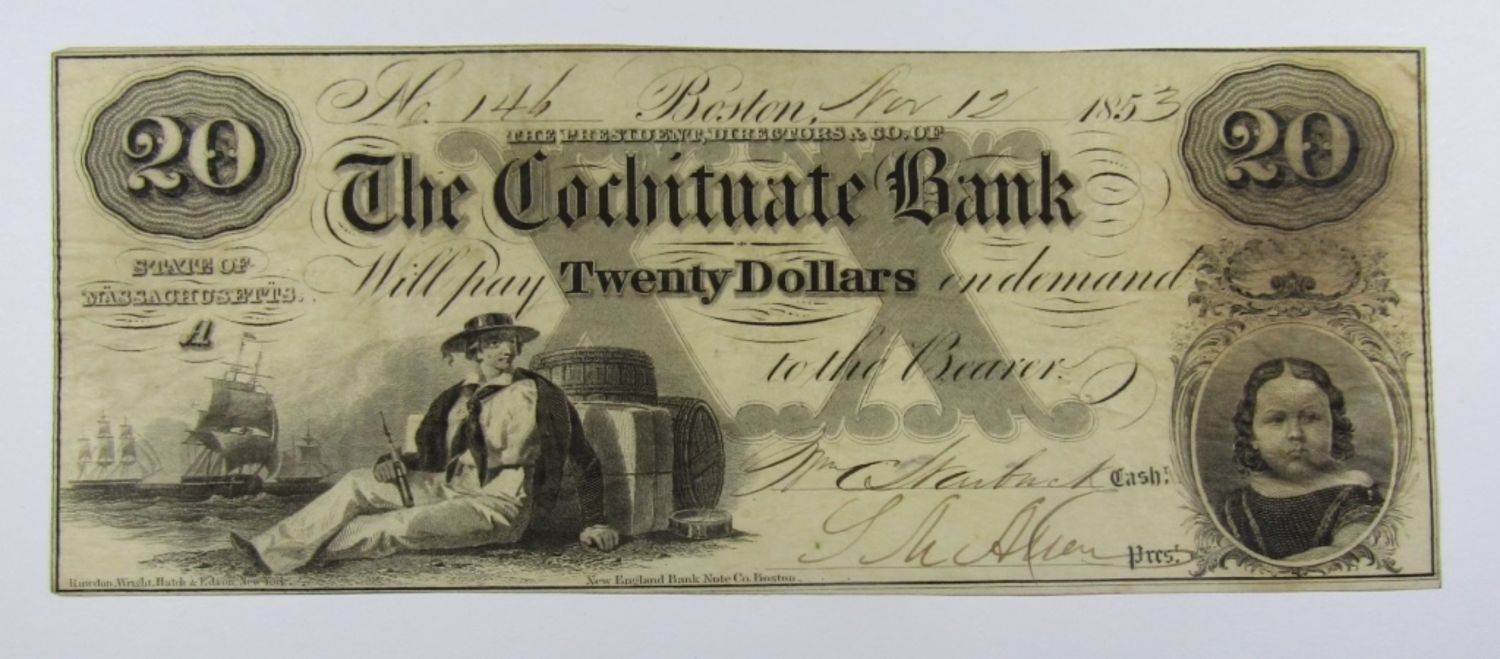 20
No. 146 Boston, Nov 12 1853
20
THE PRESIDENT, DIRECTORS & CO. OF
The Cochituate Bank
STATE OF
MASSACHUSETTS.
Will pay Twenty Dollars on demand
A
to the Bearer.
Wm C Starbuck Cash.r
Pres.t
Rawdon, Wright, Hatch & Edson, New York.
New England Bank Note Co. Boston.